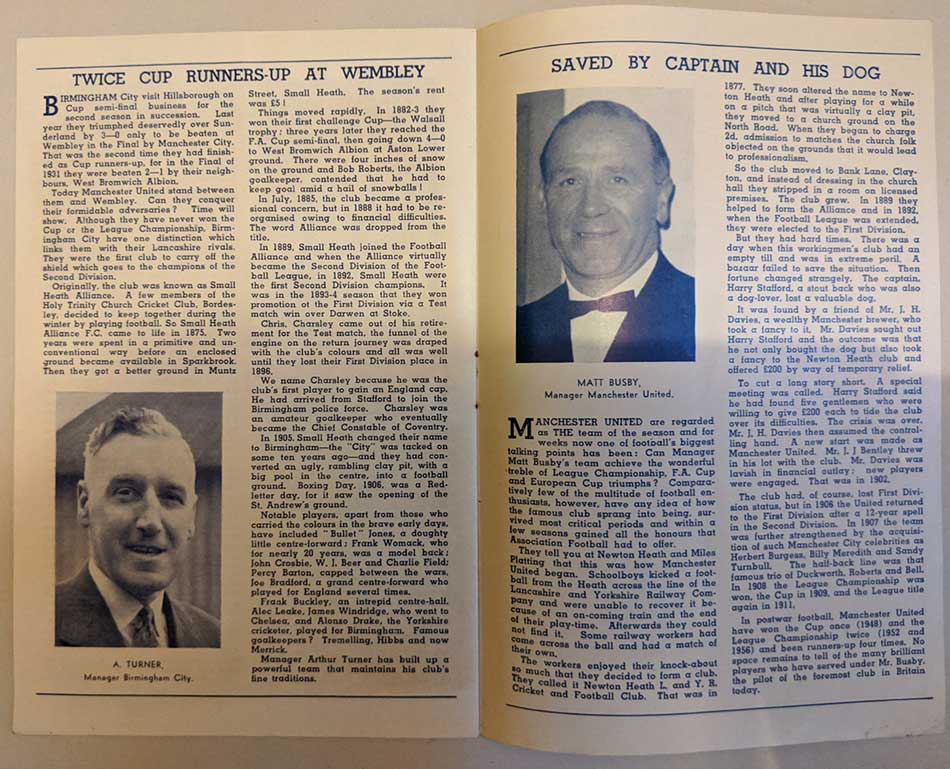 TWICE CUP RUNNERS-UP AT WEMBLEY
BIRMINGHAM City visit Hillsborough on
Cup semi-final business for the
second season in succession. Last
year they triumphed deservedly over Sun-
derland by 3—0 only to be beaten at
Wembley in the Final by Manchester City.
That was the second time they had finish-
ed as Cup runners-up, for in the Final of
1931 they were beaten 2—1 by their neigh-
bours, West Bromwich Albion.
Today Manchester United stand between
them and Wembley. Can they conquer
their formidable adversaries? Time will
show. Although they have never won the
Cup or the League Championship, Birm-
ingham City have one distinction which
links them with their Lancashire rivals.
They were the first club to carry off the
shield which goes to the champions of the
Second Division.
Originally, the club was known as Small
Heath Alliance. A few members of the
Holy Trinity Church Cricket Club, Bordes-
ley, decided to keep together during the
winter by playing football. So Small Heath
Alliance F.C. came to life in 1875. Two
years were spent in a primitive and un-
conventional way before an enclosed
ground became available in Sparkbrook.
Then they got a better ground in Muntz
A. TURNER,
Manager Birmingham City.
Street, Small Heath. The season's rent
was £5!
Things moved rapidly. In 1882-3 they
won their first challenge Cup—the Walsall
trophy; three years later they reached the
F.A. Cup semi-final, then going down 4—0
to West Bromwich Albion at Aston Lower
ground. There were four inches of snow
on the ground and Bob Roberts, the Albion
goalkeeper, contended that he had to
keep goal amid a hail of snowballs!
In July, 1885, the club became a profes-
sional concern, but in 1888 it had to be re-
organised owing to financial difficulties.
The word Alliance was dropped from the
title.
In 1889, Small Heath joined the Football
Alliance and when the Alliance virtually
became the Second Division of the Foot-
ball League, in 1892, Small Heath were
the first Second Division champions. It
was in the 1893-4 season that they won
promotion ot the First Division via a Test
match win over Darwen at Stoke.
Chris. Charsley came out of his retire-
ment for the Test match, the funnel of the
engine on the return journey was draped
with the club's colours and all was well
until they lost their First Division place in
1896.
We name Charsley because he was the
club's first player to gain an England cap.
He had arrived from Stafford to join the
Birmingham police force. Charsley was
an amateur goalkeeper who eventually
became the Chief Constable of Coventry.
In 1905, Small Heath changed their name
to Birmingham—the "City" was tacked on
some ten years ago—and they had con-
verted an ugly, rambling clay pit, with a
big pool in the centre, into a football
ground. Boxing Day, 1906, was a Red-
letter day, for it saw the opening of the
St. Andrew's ground.
Notable players, apart from those who
carried the colours in the brave early days,
have included "Bullet" Jones, a doughty
little centre-forward; Frank Womack, who
for nearly 20 years, was a model back;
John Crosbie, W. J. Beer and Charlie Field;
Percy Barton, capped between the wars,
Joe Bradford, a grand centre-forward who
played for England several times.
Frank Buckley, an intrepid centre-half,
Alec Leake, James Windridge, who went to
Chelsea, and Alonso Drake, the Yorkshire
cricketer, played for Birmingham. Famous
goalkeepers? Tremelling, Hibbs and now
Merrick.
Manager Arthur Turner has built up a
powerful team that maintains his club's
fine traditions.
SAVED BY CAPTAIN AND HIS DOG
MATT BUSBY,
Manager Manchester United.
MANCHESTER UNITED are regarded
as THE team of the season and for
weeks now one of football's biggest
talking points has been: Can Manager
Matt Busby's team achieve the wonderful
treble of League Championship, F.A. Cup
and European Cup triumphs? Compara-
tively few of the multitude of football en-
thusiasts, however, have any idea of how
the famous club sprang into being, sur-
vived most critical periods and within a
few seasons gained all the honours that
Association Football had to offer.
They tell you at Newton Heath and Miles
Platting that this was how Manchester
United began. Schoolboys kicked a foot-
ball from the Heath across the line of the
Lancashire and Yorkshire Railway Com-
pany and were unable to recover it be-
cause of an on-coming train and the end
of their play-time. Afterwards they could
not find it. Some railway workers had
come across the ball and had a match of
their own.
The workers enjoyed their knock-about
so much that they decided to form a club.
They called it Newton Heath L. and Y. R.
Cricket and Football Club. That was in
1877. They soon altered the name to New-
ton Heath and after playing for a while
on a pitch that was virtually a clay pit,
they moved to a church ground on the
North Road. When they began to charge
2d. admission to matches the church folk
objected on the grounds that it would lead
to professionalism.
So the club moved to Bank Lane, Clay-
ton, and instead of dressing in the church
hall they stripped in a room on licensed
premises. The club grew. In 1889 they
helped to form the Alliance and in 1892,
when the Football League was extended,
they were elected to the First Division.
But they had hard times. There was a
day when this workingmen's club had an
empty till and was in extreme peril. A
bazaar failed to save the situation. Then
fortune changed strangely. The captain,
Harry Stafford, a stout back who was also
a dog-lover, lost a valuable dog.
It was found by a friend of Mr. J. H.
Davies, a wealthy Manchester brewer, who
took a fancy to it. Mr. Davies sought out
Harry Stafford and the outcome was that
he not only bought the dog but also took
a fancy to the Newton Heath club and
offered £200 by way of temporary relief.
To cut a long story short. A special
meeting was called. Harry Stafford said
he had found five gentlemen who were
willing to give £200 each to tide the club
over its difficulties. The crisis was over.
Mr. J. H. Davies then assumed the control-
ling hand. A new start was made as
Manchester United. Mr. J. J Bentley threw
in his lot with the club. Mr. Davies was
lavish in financial outlay; new players
were engaged. That was in 1902.
The club had, of course, lost First Divi-
sion status, but in 1906 the United returned
to the First Division after a 12-year spell
in the Second Division. In 1907 the team
was further strengthened by the acquisi-
tion of such Manchester City celebrities as
Herbert Burgess, Billy Meredith and Sandy
Turnbull. The half-back line was that
famous trio of Duckworth, Roberts and Bell.
In 1908 the League Championship was
won, the Cup in 1909, and the League title
again in 1911.
In postwar football, Manchester United
have won the Cup once (1948) and the
League Championship twice (1952 and
1956) and been runners-up four times. No
space remains to tell of the many brilliant
players who have served under Mr. Busby,
the pilot of the foremost club in Britain
today.